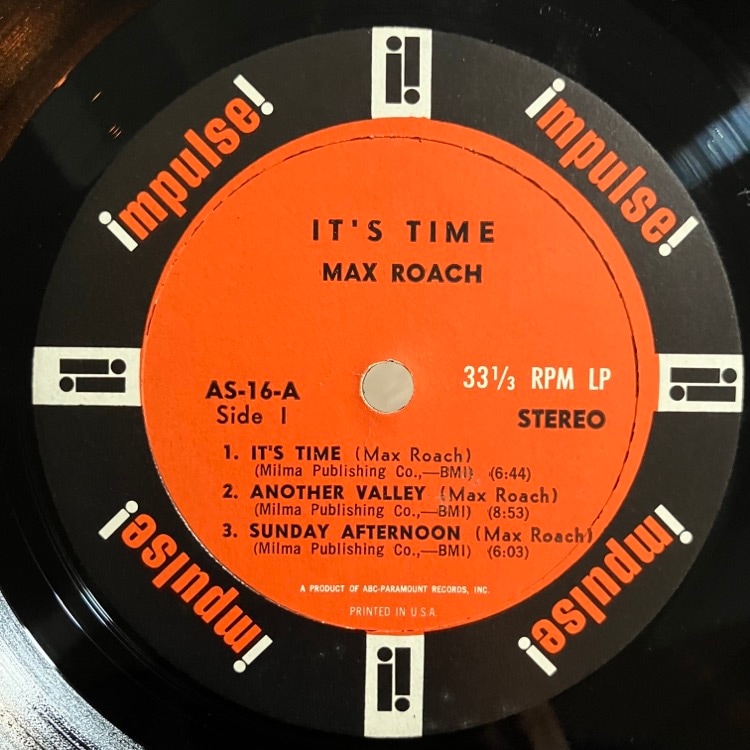 impulse!
impulse!
IT'S TIME
MAX ROACH
33 1/3 RPM LP
AS-16-A
Side 1
STEREO
1. IT'S TIME (Max Roach)
(Milma Publishing Co.,—BMI) (6:44)
2. ANOTHER VALLEY (Max Roach)
(Milma Publishing Co.,—BMI) (8:53)
3. SUNDAY AFTERNOON (Max Roach)
(Milma Publishing Co.,—BMI) (6:03)
A PRODUCT OF ABC-PARAMOUNT RECORDS, INC.
PRINTED IN U.S.A.
impulse!
impulse!